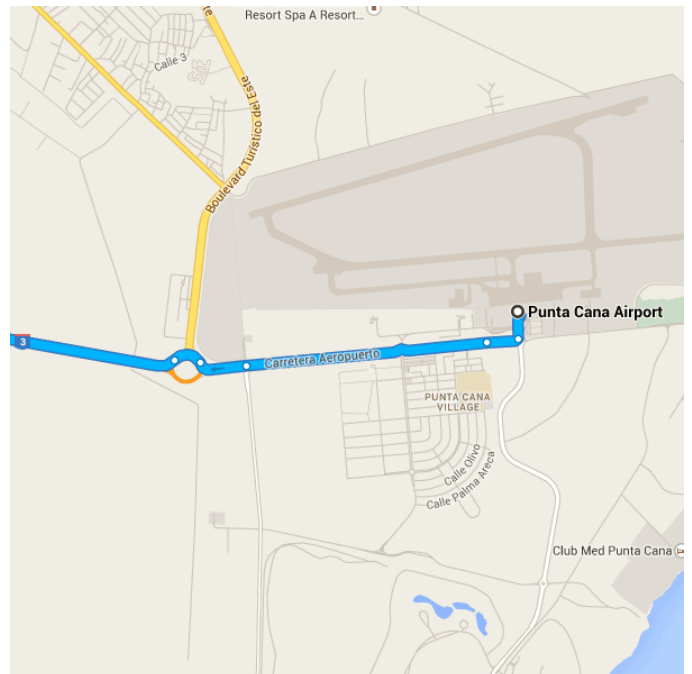 Resort Spa A Resort...
Calle 3
este
Boulevard Turístico del Este
Punta Cana Airport
3
Carretera Aeropuerto
PUNTA CANA
VILLAGE
Calle Olivo
Calle Palma Areca
Club Med Punta Cana